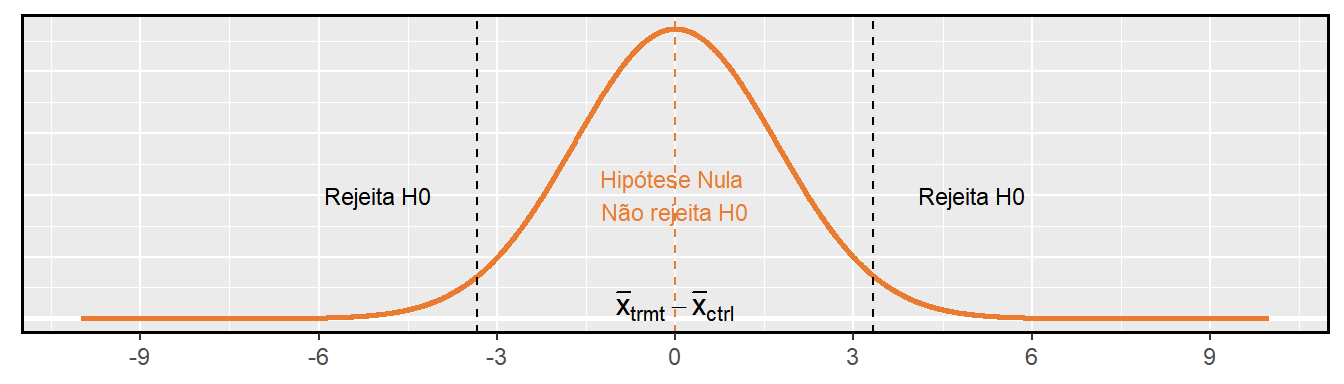 Hipótese Nula
Rejeita H0
Não rejeita H0
Rejeita H0
x̅trmt − x̅ctrl
-9 -6 -3 0 3 6 9